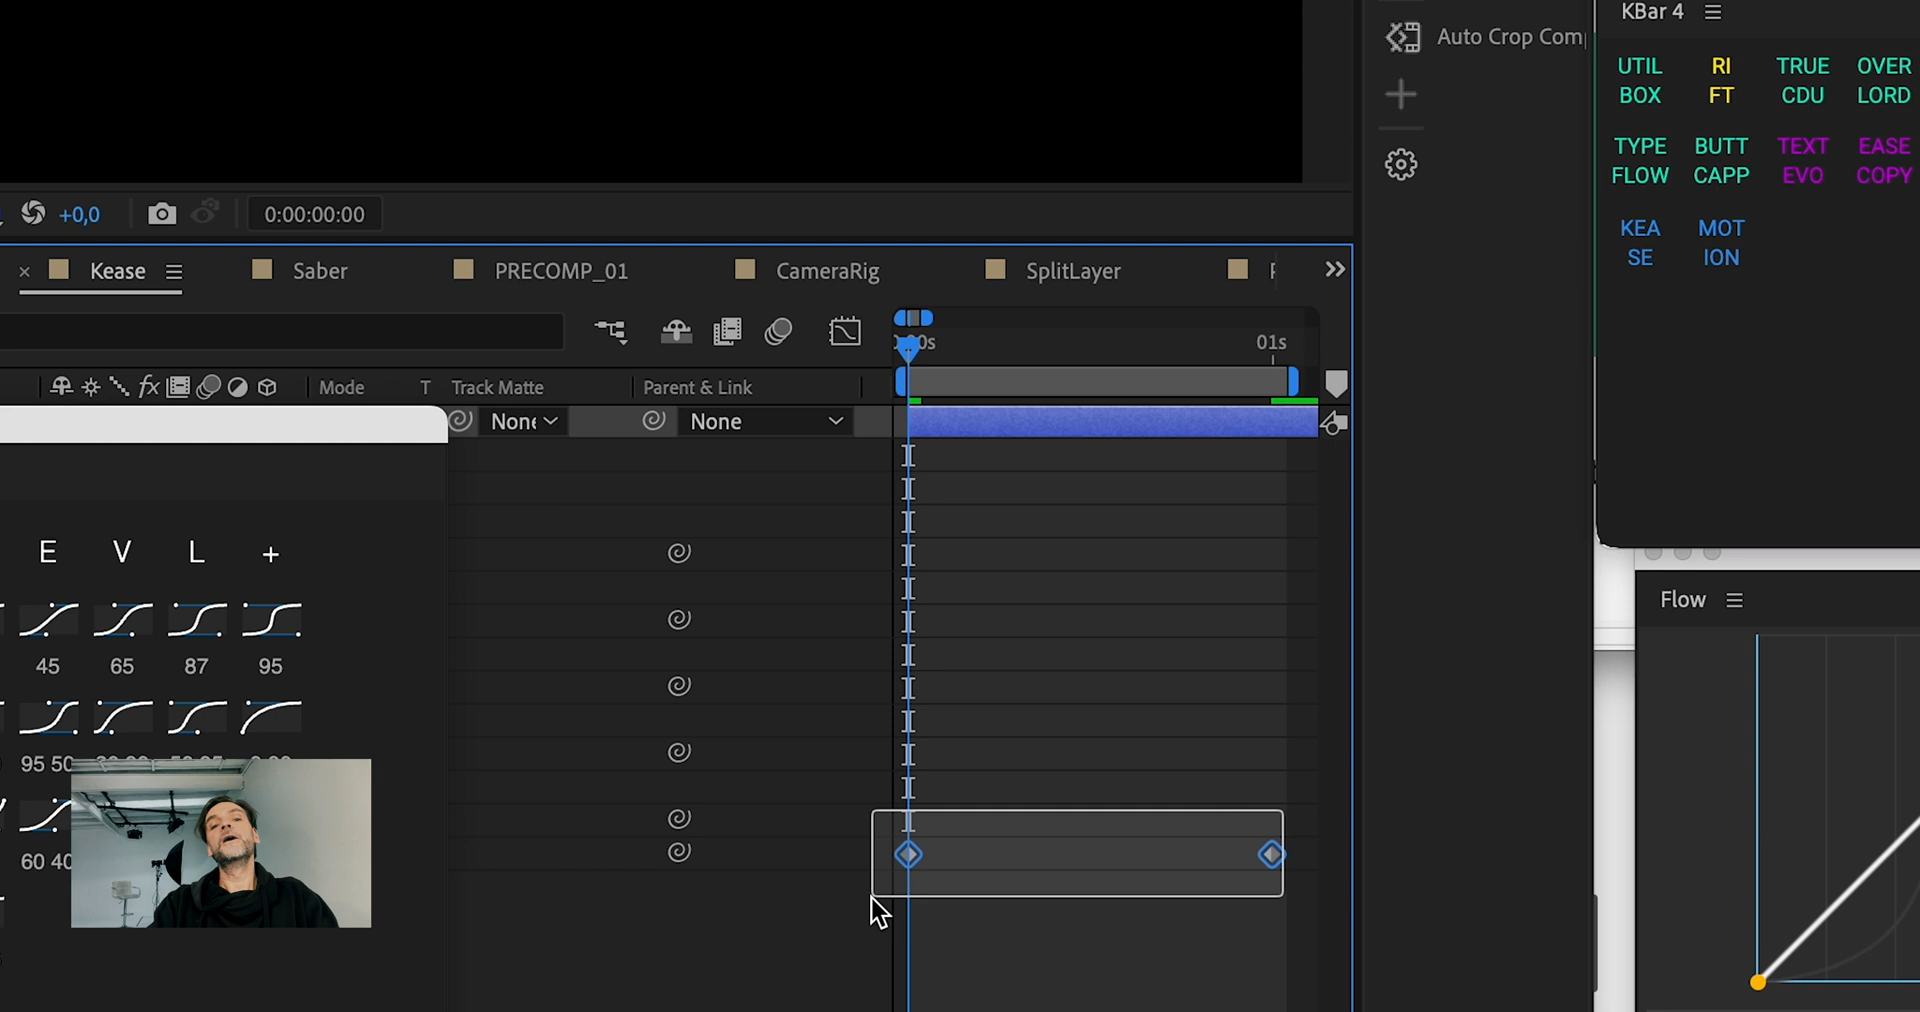 KBar 4
Auto Crop Comp
UTIL BOX
RI FT
TRUE CDU
OVER LORD
TYPE FLOW
BUTT CAPP
TEXT EVO
EASE COPY
KEA SE
MOT ION
+0,0
0:00:00:00
Kease
Saber
PRECOMP_01
CameraRig
SplitLayer
01s
fx
Mode
T
Track Matte
Parent & Link
None
None
E V L +
45 65 87 95
95 50
60 40
Flow